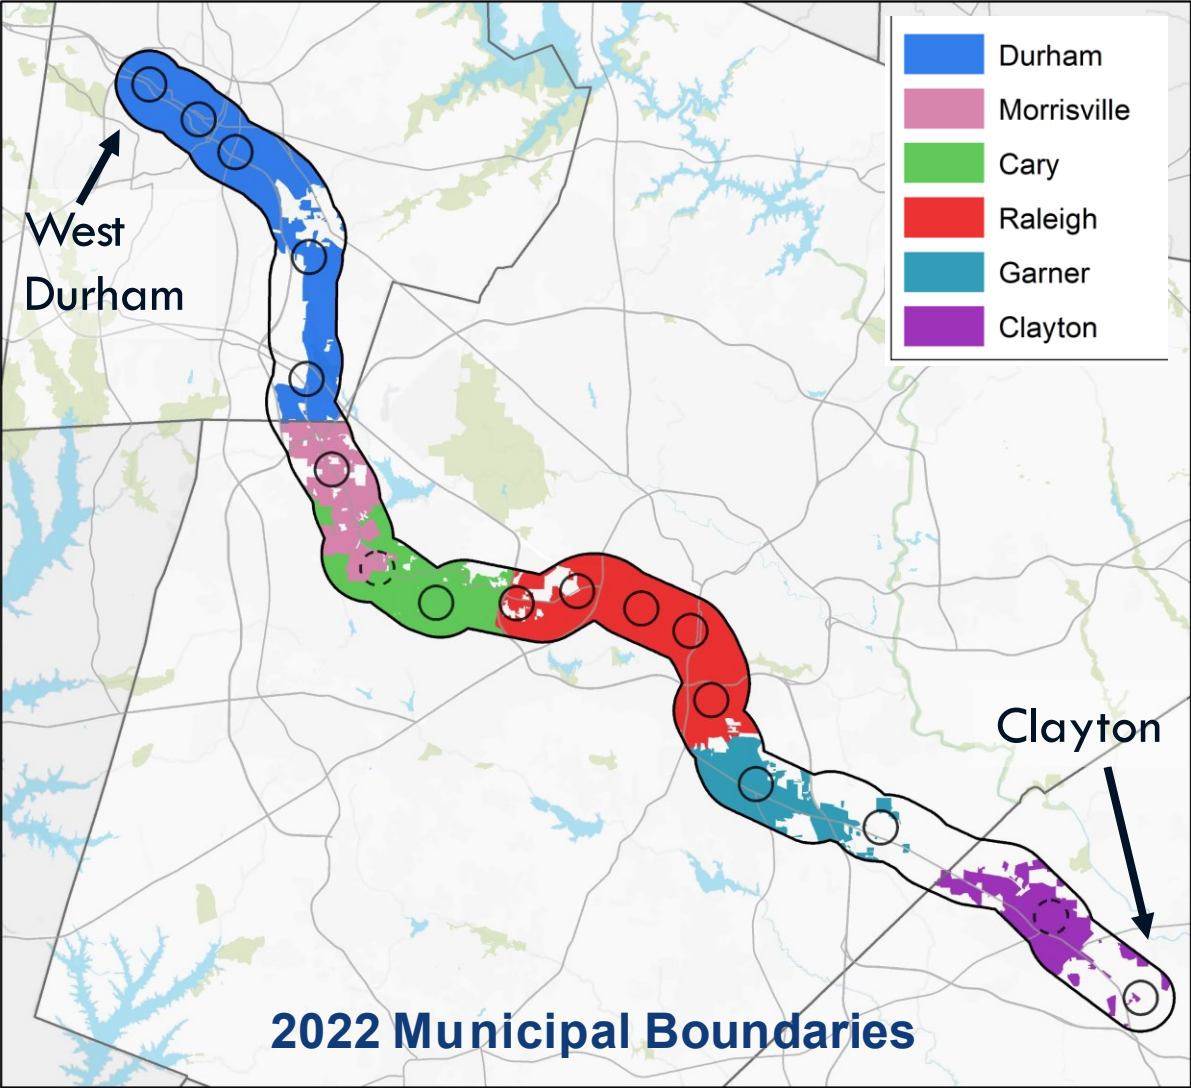 Durham
Morrisville
Cary
Raleigh
Garner
Clayton
West
Durham
Clayton
2022 Municipal Boundaries